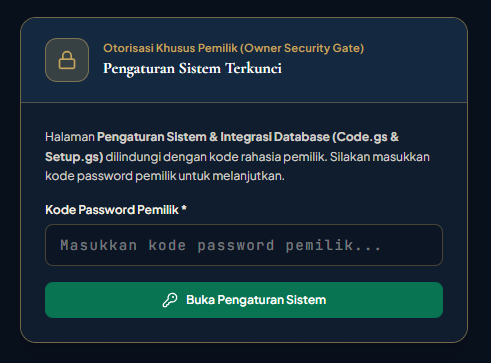 Otorisasi Khusus Pemilik (Owner Security Gate)
Pengaturan Sistem Terkunci
Halaman Pengaturan Sistem & Integrasi Database (Code.gs &
Setup.gs) dilindungi dengan kode rahasia pemilik. Silakan masukkan
kode password pemilik untuk melanjutkan.
Kode Password Pemilik *
Masukkan kode password pemilik...
Buka Pengaturan Sistem